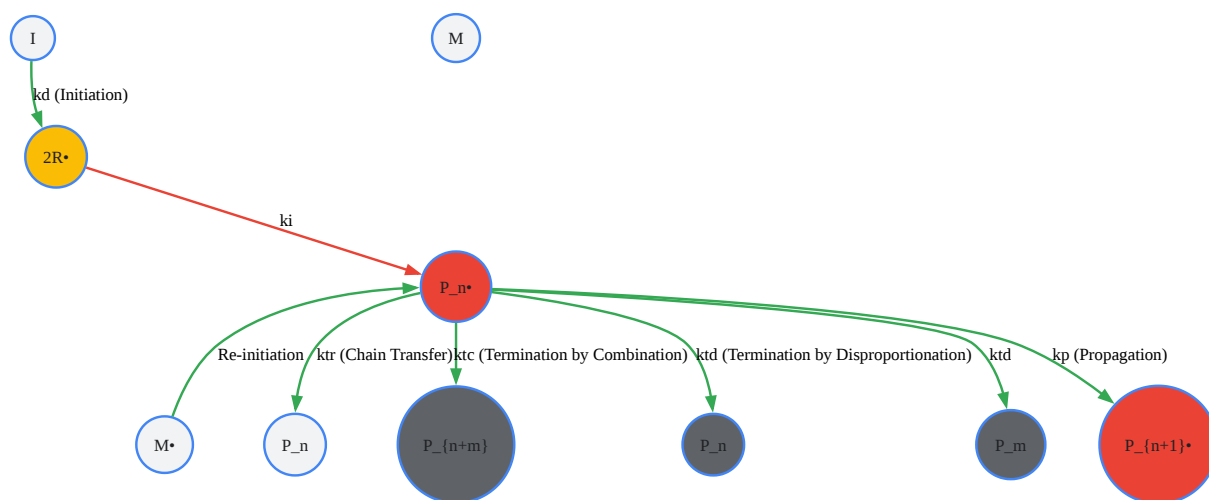 I
M
kd (Initiation)
2R•
ki
P_n•
Re-initiation
ktr (Chain Transfer)
ktc (Termination by Combination)
ktd (Termination by Disproportionation)
ktd
kp (Propagation)
M•
P_n
P_{n+m}
P_n
P_m
P_{n+1}•